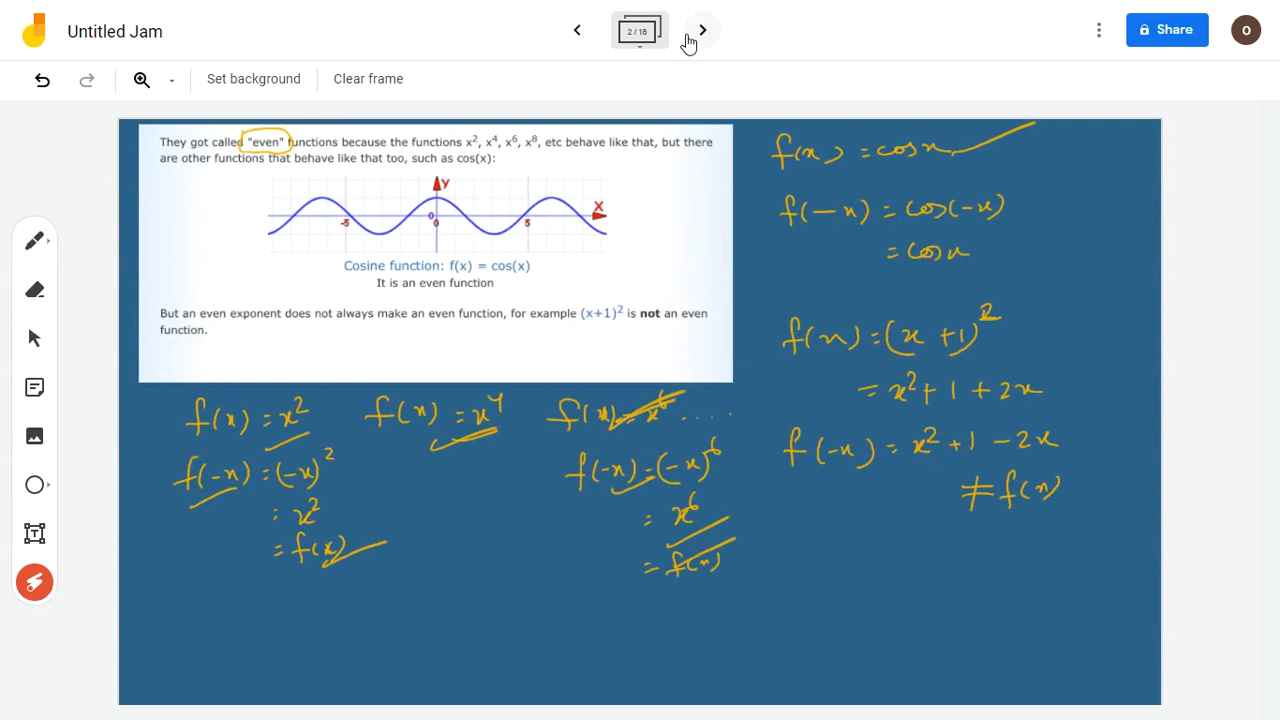 Untitled Jam
2 / 18
Share
O
Set background
Clear frame
They got called "even" functions because the functions x², x⁴, x⁶, x⁸, etc behave like that, but there
are other functions that behave like that too, such as cos(x):
Y
X
0
-5
0
5
Cosine function: f(x) = cos(x)
It is an even function
But an even exponent does not always make an even function, for example (x+1)² is not an even
function.
f(x) = x²
f(-x) = (-x)²
= x²
= f(x)
f(x) = x⁴
f(x) = x⁶ ....
f(-x) = (-x)⁶
= x⁶
= f(x)
f(x) = cosx
f(-x) = cos(-x)
= cosx
f(x) = (x +1)²
= x² + 1 + 2x
f(-x) = x² + 1 - 2x
≠ f(x)